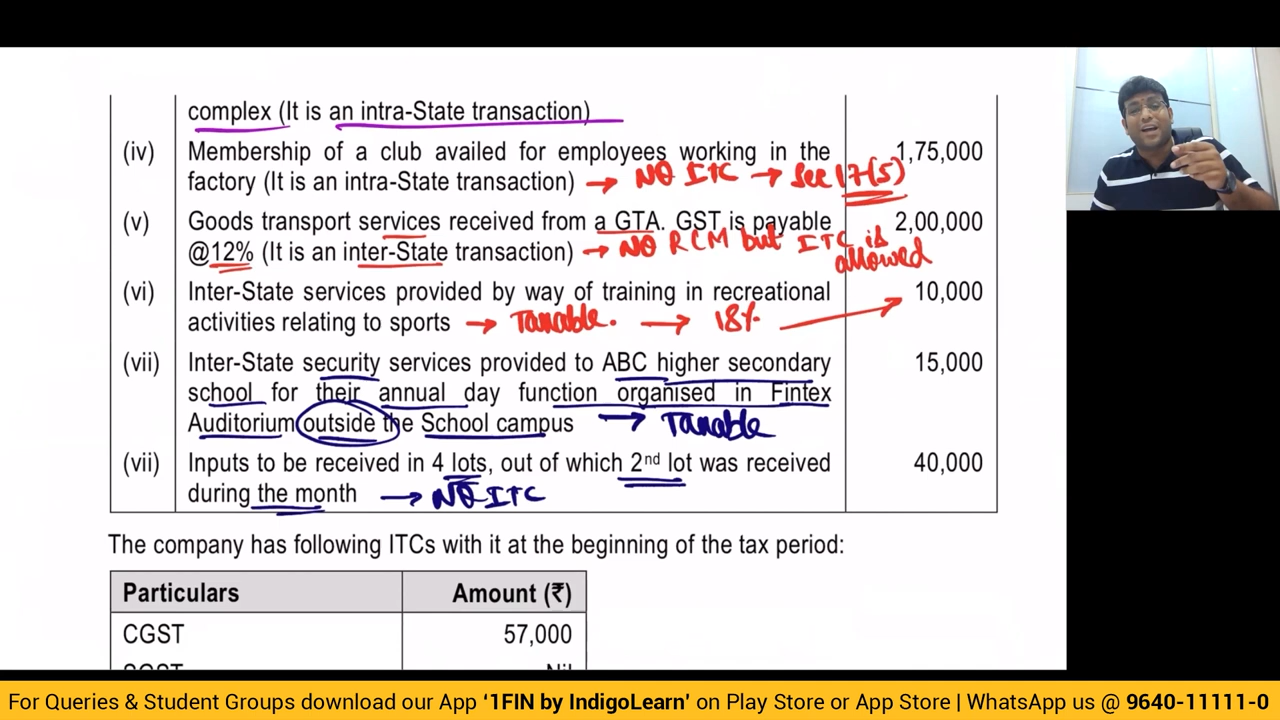 complex (It is an intra-State transaction)
(iv) Membership of a club availed for employees working in the 1,75,000
factory (It is an intra-State transaction) → NO ITC → Sec 17(5)
(v) Goods transport services received from a GTA. GST is payable 2,00,000
@12% (It is an inter-State transaction) → NO RCM but ITC is
allowed
(vi) Inter-State services provided by way of training in recreational 10,000
activities relating to sports → Taxable. → 18%
(vii) Inter-State security services provided to ABC higher secondary 15,000
school for their annual day function organised in Fintex
Auditorium outside the School campus → Taxable
(vii) Inputs to be received in 4 lots, out of which 2nd lot was received 40,000
during the month → NO ITC
The company has following ITCs with it at the beginning of the tax period:
Particulars Amount (₹)
CGST 57,000
SGST Nil
For Queries & Student Groups download our App '1FIN by IndigoLearn' on Play Store or App Store | WhatsApp us @ 9640-11111-0